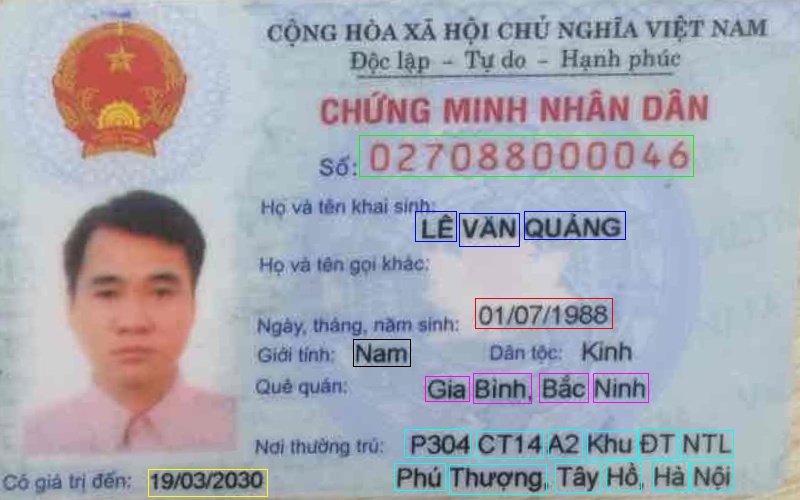 CỘNG HÒA XÃ HỘI CHỦ NGHĨA VIỆT NAM
Độc lập - Tự do - Hạnh phúc
CHỨNG MINH NHÂN DÂN
Số: 027088000046
Họ và tên khai sinh:
LÊ VĂN QUẢNG
Họ và tên gọi khác:
Ngày, tháng, năm sinh: 01/07/1988
Giới tính: Nam Dân tộc: Kinh
Quê quán: Gia Bình, Bắc Ninh
Nơi thường trú: P304 CT14 A2 Khu ĐT NTL
Phú Thượng, Tây Hồ, Hà Nội
Có giá trị đến: 19/03/2030